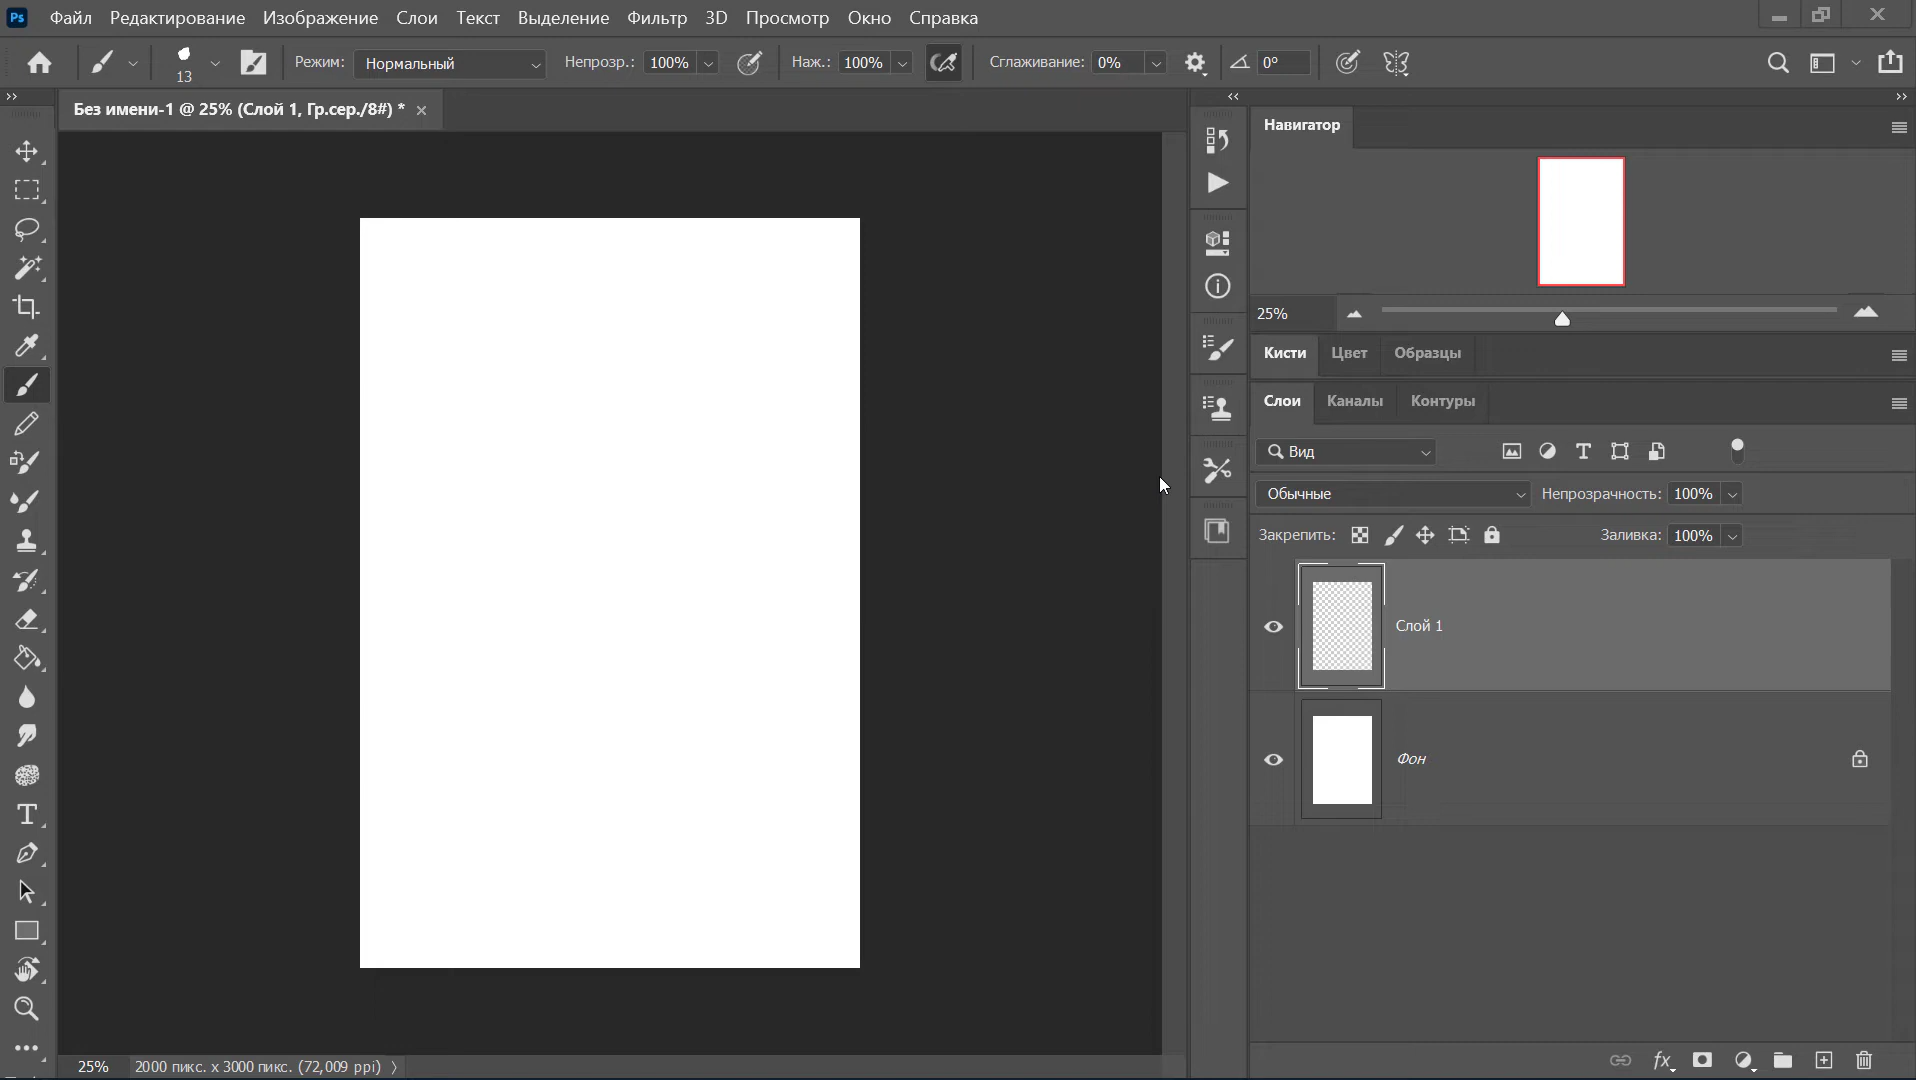 Ps Файл Редактирование Изображение Слои Текст Выделение Фильтр 3D Просмотр Окно Справка
13 Режим: Нормальный Непрозр.: 100% Наж.: 100% Сглаживание: 0% 0°
Без имени-1 @ 25% (Слой 1, Гр.сер./8#) *
Навигатор
25%
Кисти Цвет Образцы
Слои Каналы Контуры
Вид
Обычные Непрозрачность: 100%
Закрепить: Заливка: 100%
Слой 1
Фон
25% 2000 пикс. x 3000 пикс. (72,009 ppi)